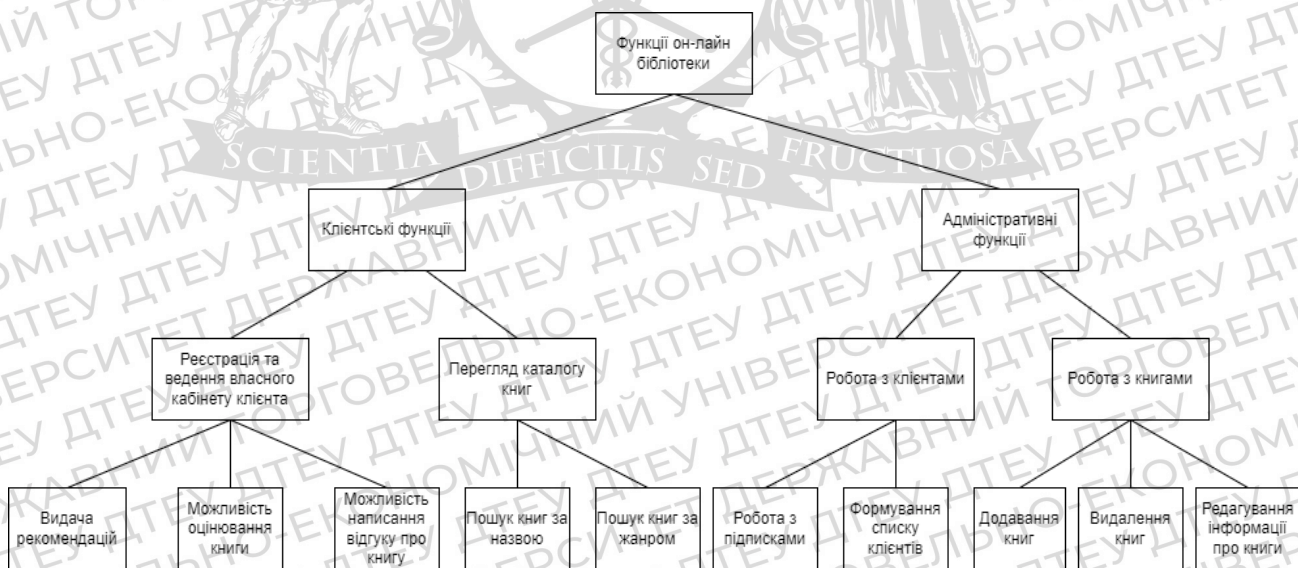 Функції он-лайн
бібліотеки
SCIENTIA DIFFICILIS SED FRUCTUOSA
Клієнтські функції
Адміністративні
функції
Реєстрація та
ведення власного
кабінету клієнта
Перегляд каталогу
книг
Робота з клієнтами
Робота з книгами
Видача
рекомендацій
Можливість
оцінювання
книги
Можливість
написання
відгуку про
книгу
Пошук книг за
назвою
Пошук книг за
жанром
Робота з
підписками
Формування
списку
клієнтів
Додавання
книг
Видалення
книг
Редагування
інформації
про книги